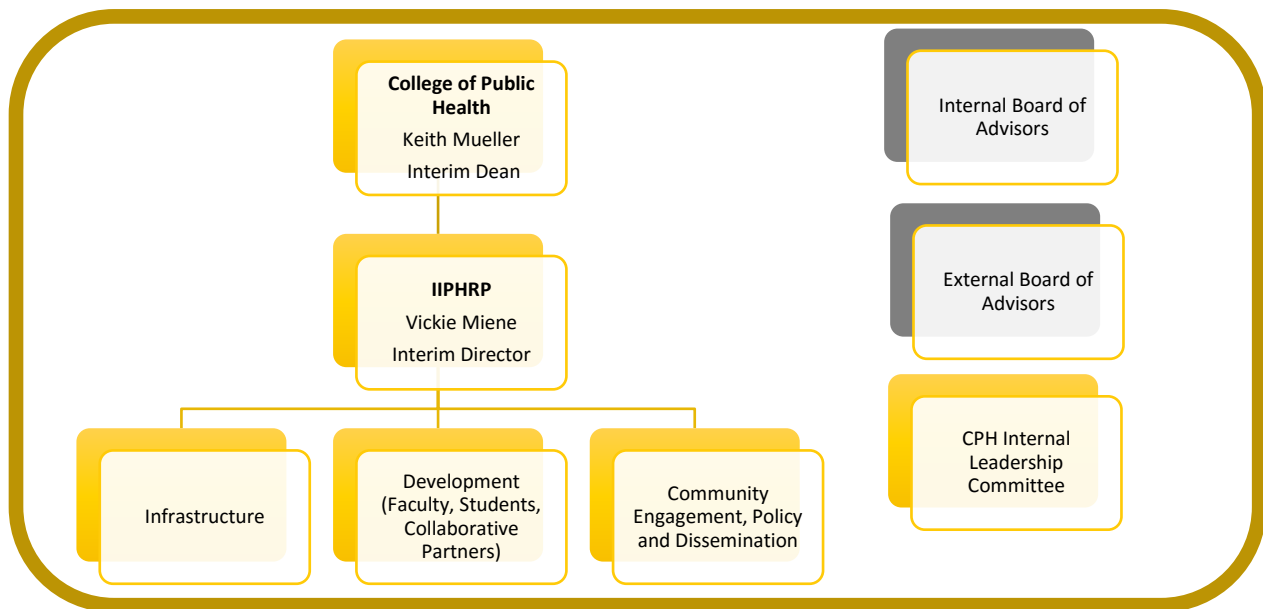 College of Public
Health
Keith Mueller
Interim Dean
IIPHRP
Vickie Miene
Interim Director
Infrastructure
Development
(Faculty, Students,
Collaborative
Partners)
Community
Engagement, Policy
and Dissemination
Internal Board of
Advisors
External Board of
Advisors
CPH Internal
Leadership
Committee